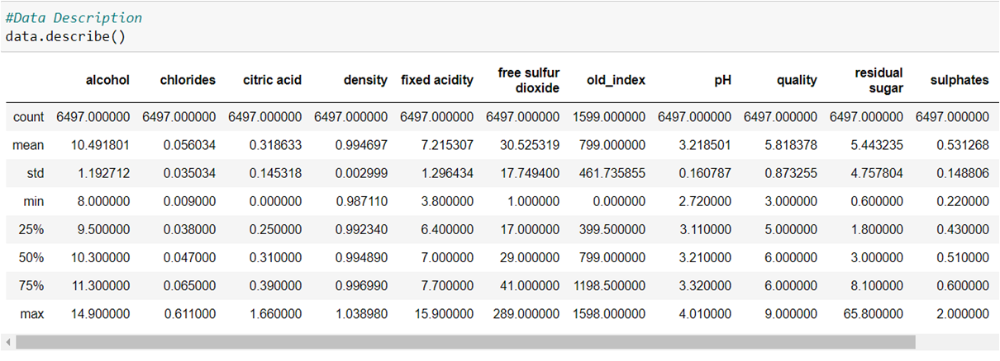 #Data Description
data.describe()
alcohol chlorides citric acid density fixed acidity free sulfur dioxide old_index pH quality residual sugar sulphates
count 6497.000000 6497.000000 6497.000000 6497.000000 6497.000000 6497.000000 1599.000000 6497.000000 6497.000000 6497.000000 6497.000000
mean 10.491801 0.056034 0.318633 0.994697 7.215307 30.525319 799.000000 3.218501 5.818378 5.443235 0.531268
std 1.192712 0.035034 0.145318 0.002999 1.296434 17.749400 461.735855 0.160787 0.873255 4.757804 0.148806
min 8.000000 0.009000 0.000000 0.987110 3.800000 1.000000 0.000000 2.720000 3.000000 0.600000 0.220000
25% 9.500000 0.038000 0.250000 0.992340 6.400000 17.000000 399.500000 3.110000 5.000000 1.800000 0.430000
50% 10.300000 0.047000 0.310000 0.994890 7.000000 29.000000 799.000000 3.210000 6.000000 3.000000 0.510000
75% 11.300000 0.065000 0.390000 0.996990 7.700000 41.000000 1198.500000 3.320000 6.000000 8.100000 0.600000
max 14.900000 0.611000 1.660000 1.038980 15.900000 289.000000 1598.000000 4.010000 9.000000 65.800000 2.000000